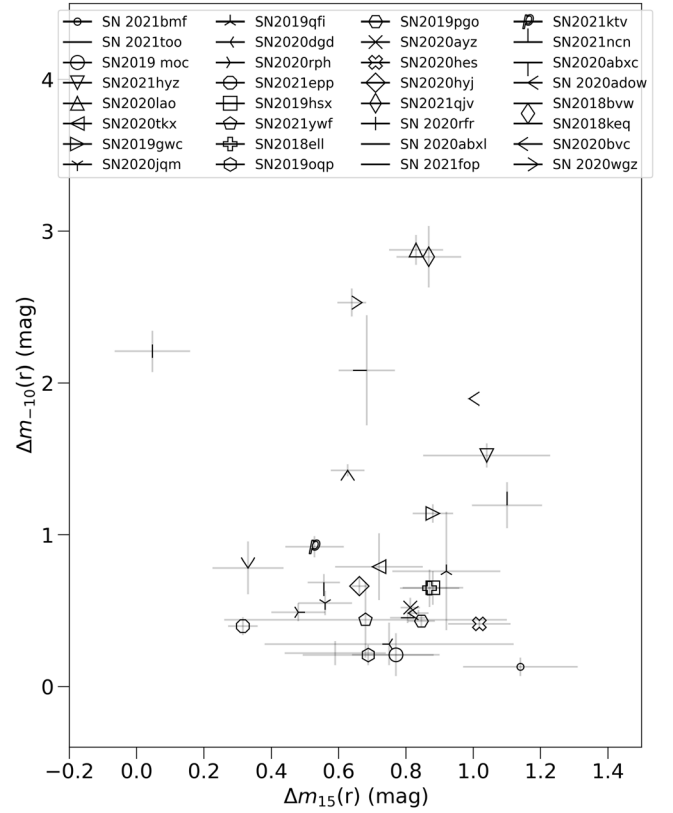 SN 2021bmf SN2019qfi SN2019pgo SN2021ktv
SN 2021too SN2020dgd SN2020ayz SN2021ncn
SN2019 moc SN2020rph SN2020hes SN2020abxc
SN2021hyz SN2021epp SN2020hyj SN 2020adow
SN2020lao SN2019hsx SN2021qjv SN2018bvw
SN2020tkx SN2021ywf SN 2020rfr SN2018keq
SN2019gwc SN2018ell SN 2020abxl SN2020bvc
SN2020jqm SN2019oqp SN 2021fop SN 2020wgz
4
3
2
1
0
Δm₋₁₀(r) (mag)
−0.2 0.0 0.2 0.4 0.6 0.8 1.0 1.2 1.4
Δm₁₅(r) (mag)